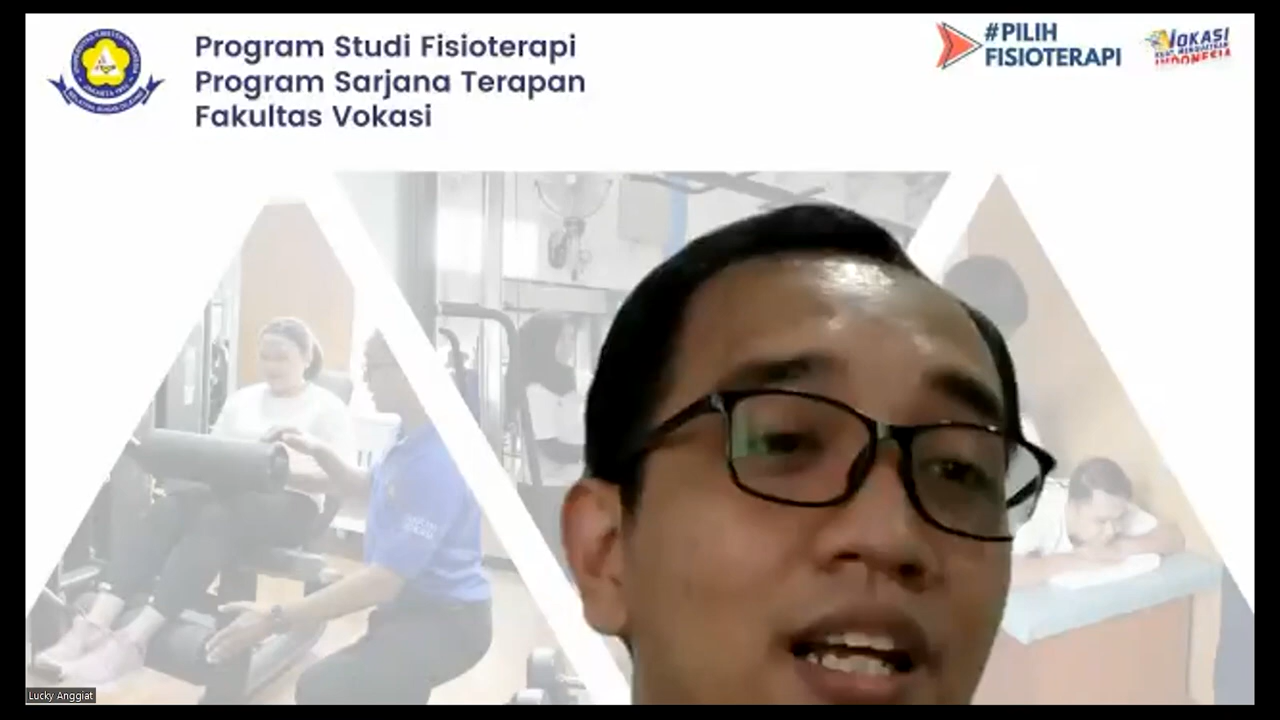 Program Studi Fisioterapi
Program Sarjana Terapan
Fakultas Vokasi
#PILIH
FISIOTERAPI
VOKASI
INDONESIA
Lucky Anggiat